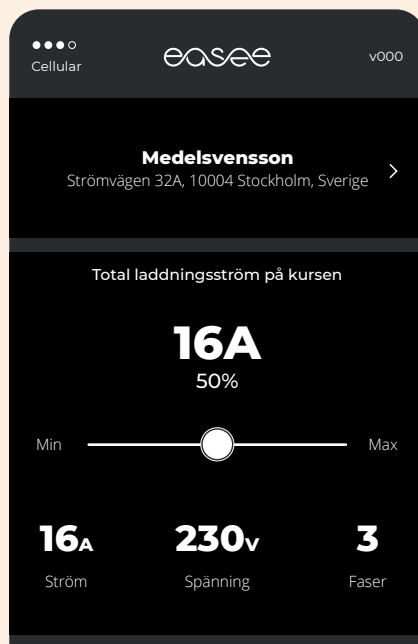 easee
Cellular
v000
Medelsvensson
Strömvägen 32A, 10004 Stockholm, Sverige
Total laddningsström på kursen
16A
50%
Min
Max
16A
230v
3
Ström
Spänning
Faser